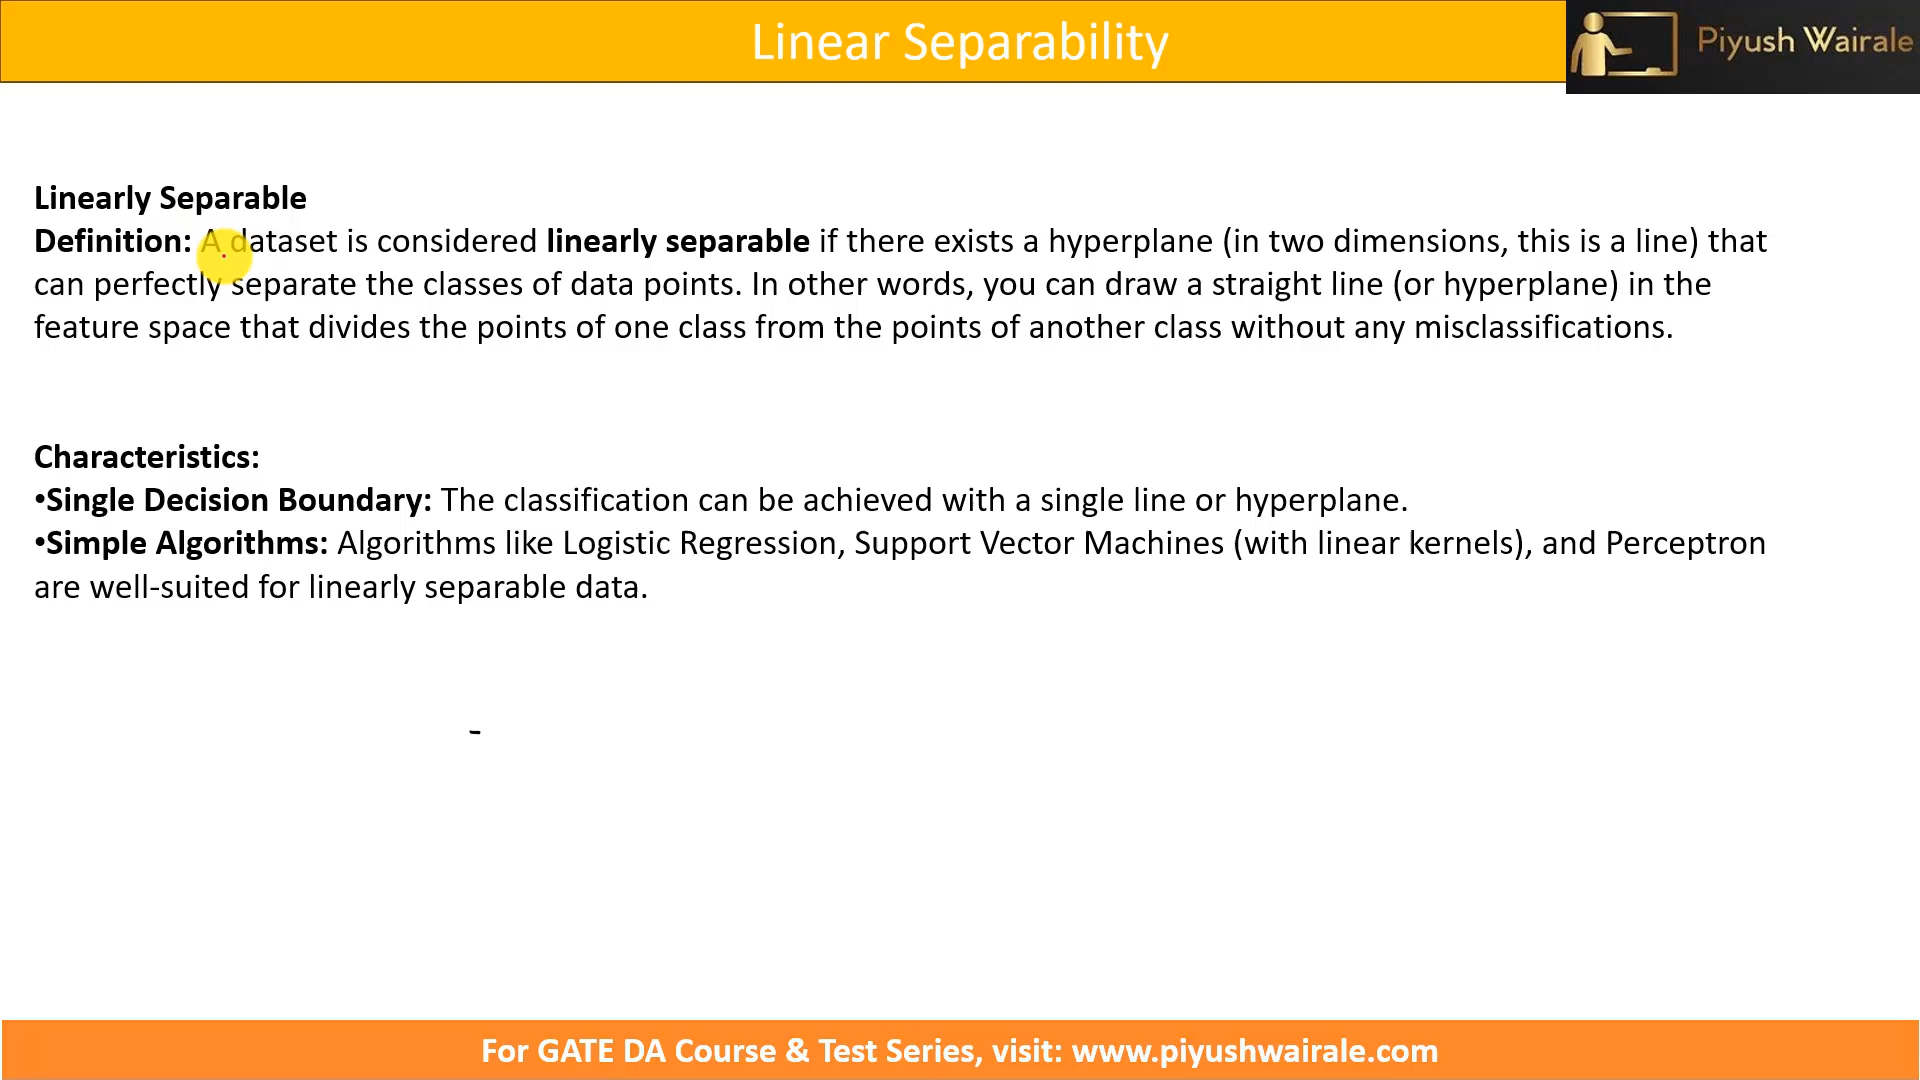 Linear Separability
Piyush Wairale
Linearly Separable
Definition: A dataset is considered linearly separable if there exists a hyperplane (in two dimensions, this is a line) that
can perfectly separate the classes of data points. In other words, you can draw a straight line (or hyperplane) in the
feature space that divides the points of one class from the points of another class without any misclassifications.
Characteristics:
•Single Decision Boundary: The classification can be achieved with a single line or hyperplane.
•Simple Algorithms: Algorithms like Logistic Regression, Support Vector Machines (with linear kernels), and Perceptron
are well-suited for linearly separable data.
-
For GATE DA Course & Test Series, visit: www.piyushwairale.com